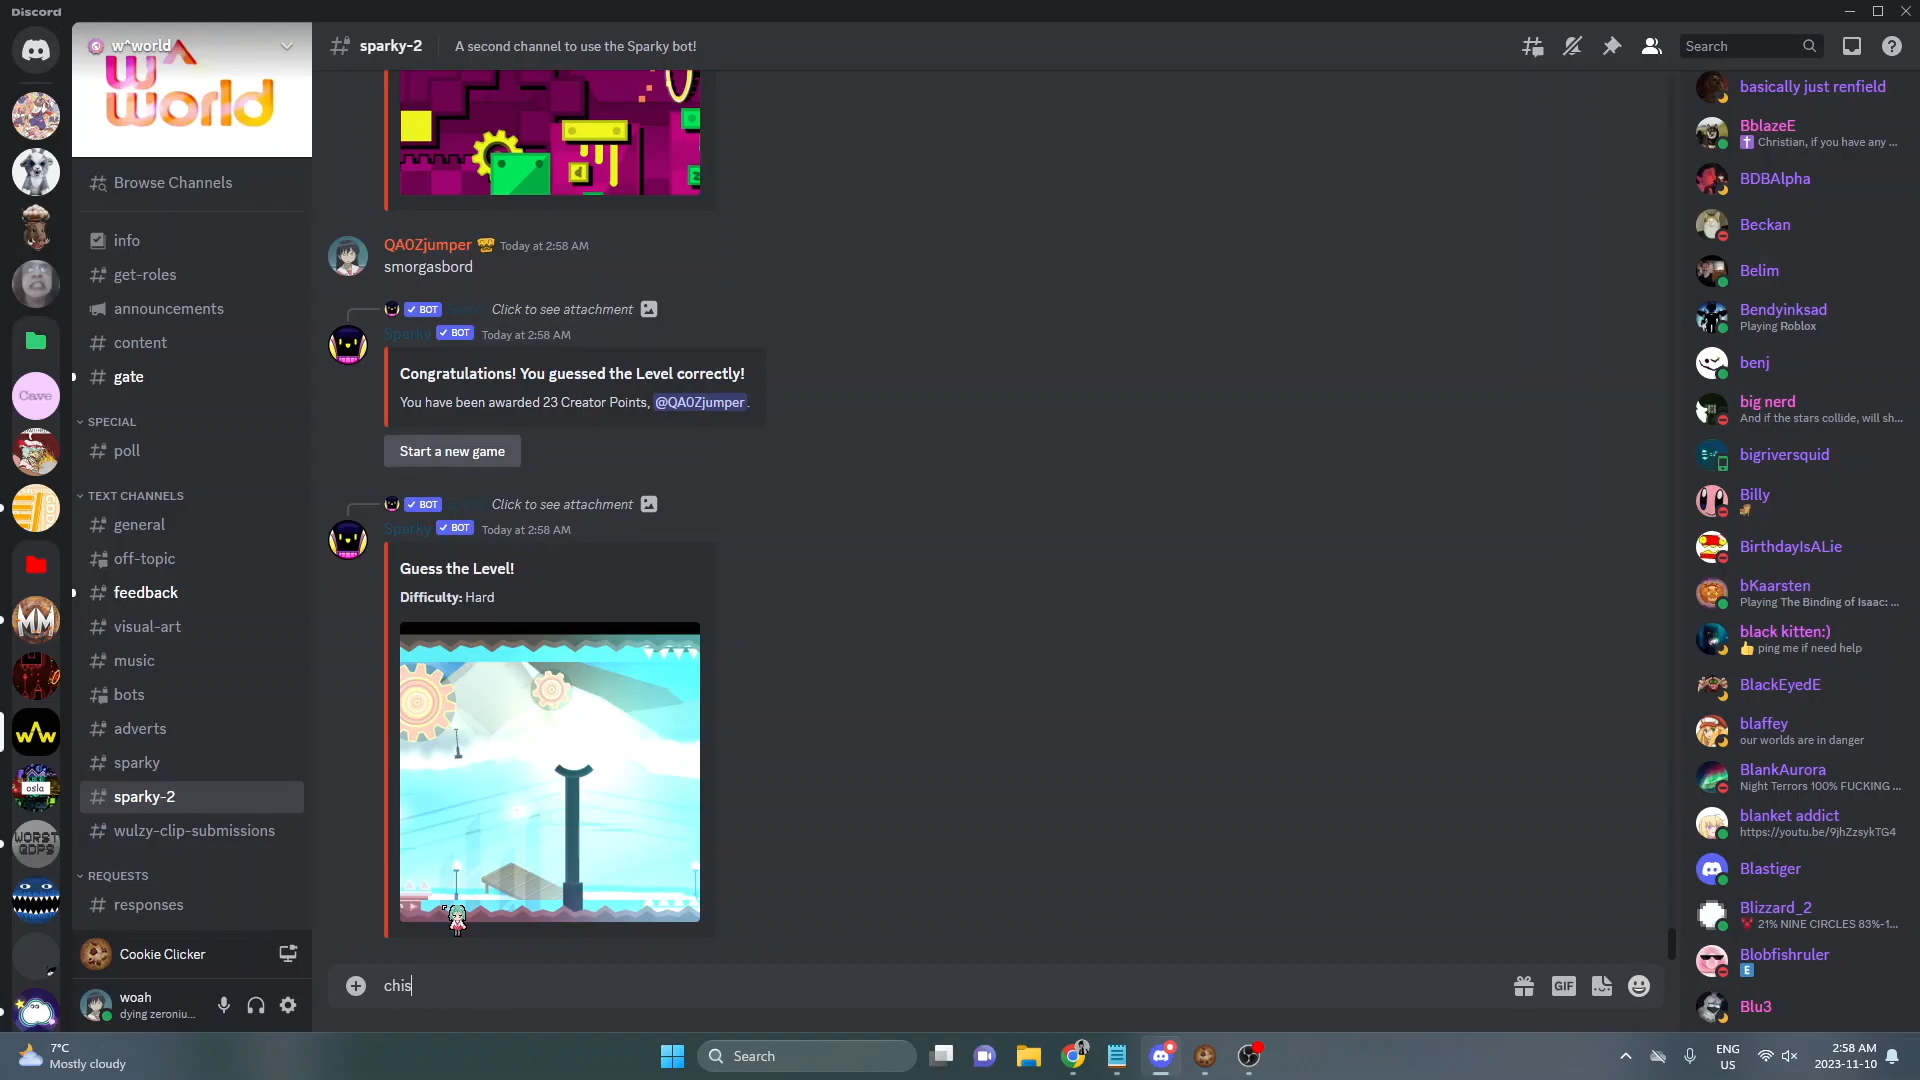 Discord
w^world
w^
world
Browse Channels
info
get-roles
announcements
content
gate
SPECIAL
poll
TEXT CHANNELS
general
off-topic
feedback
visual-art
music
bots
adverts
sparky
sparky-2
wulzy-clip-submissions
REQUESTS
responses
Cookie Clicker
woah
dying zeroniu...
Cave
MM
osla
WORST
GDPS
sparky-2
A second channel to use the Sparky bot!
Search
QA0Zjumper Today at 2:58 AM
smorgasbord
BOT Click to see attachment
Sparky BOT Today at 2:58 AM
Congratulations! You guessed the Level correctly!
You have been awarded 23 Creator Points, @QA0Zjumper.
Start a new game
BOT Click to see attachment
Sparky BOT Today at 2:58 AM
Guess the Level!
Difficulty: Hard
chis
GIF
basically just renfield
BblazeE
Christian, if you have any ...
BDBAlpha
Beckan
Belim
Bendyinksad
Playing Roblox
benj
big nerd
And if the stars collide, will sh...
bigriversquid
Billy
BirthdayIsALie
bKaarsten
Playing The Binding of Isaac: ...
black kitten:)
ping me if need help
BlackEyedE
blaffey
our worlds are in danger
BlankAurora
Night Terrors 100% FUCKING ...
blanket addict
https://youtu.be/9jhZzsykTG4
Blastiger
Blizzard_2
21% NINE CIRCLES 83%-1...
Blobfishruler
E
Blu3
7°C
Mostly cloudy
Search
ENG
US
2:58 AM
2023-11-10